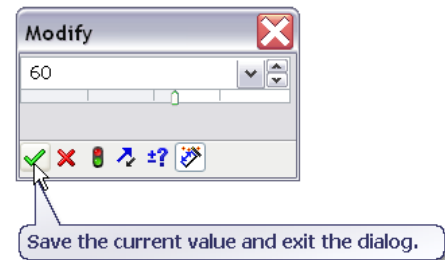 Modify
60
±?
Save the current value and exit the dialog.